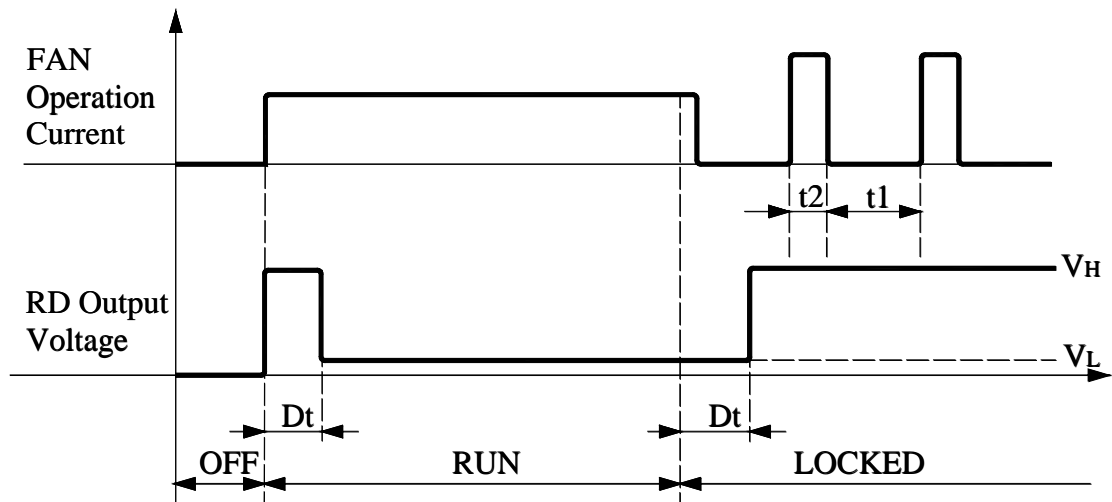 FAN
Operation
Current
t2
t1
VH
RD Output
Voltage
VL
Dt
Dt
OFF
RUN
LOCKED